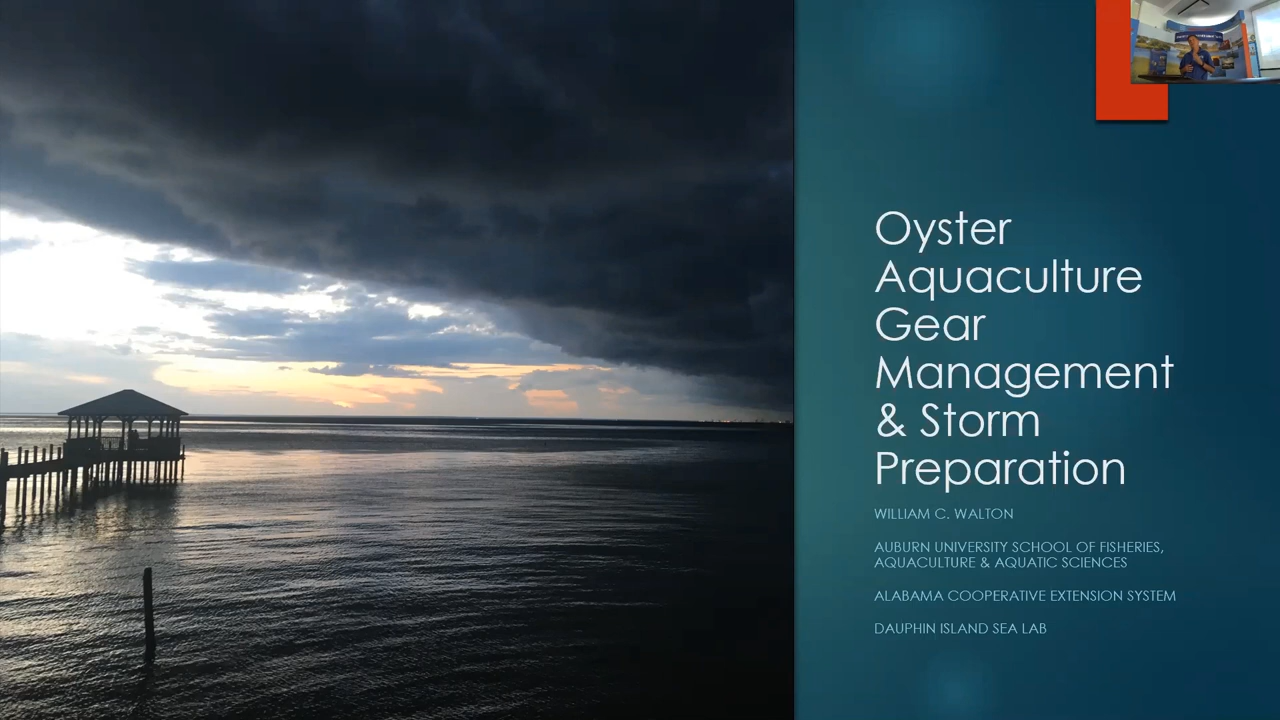 Oyster
Aquaculture
Gear
Management
& Storm
Preparation
WILLIAM C. WALTON
AUBURN UNIVERSITY SCHOOL OF FISHERIES,
AQUACULTURE & AQUATIC SCIENCES
ALABAMA COOPERATIVE EXTENSION SYSTEM
DAUPHIN ISLAND SEA LAB